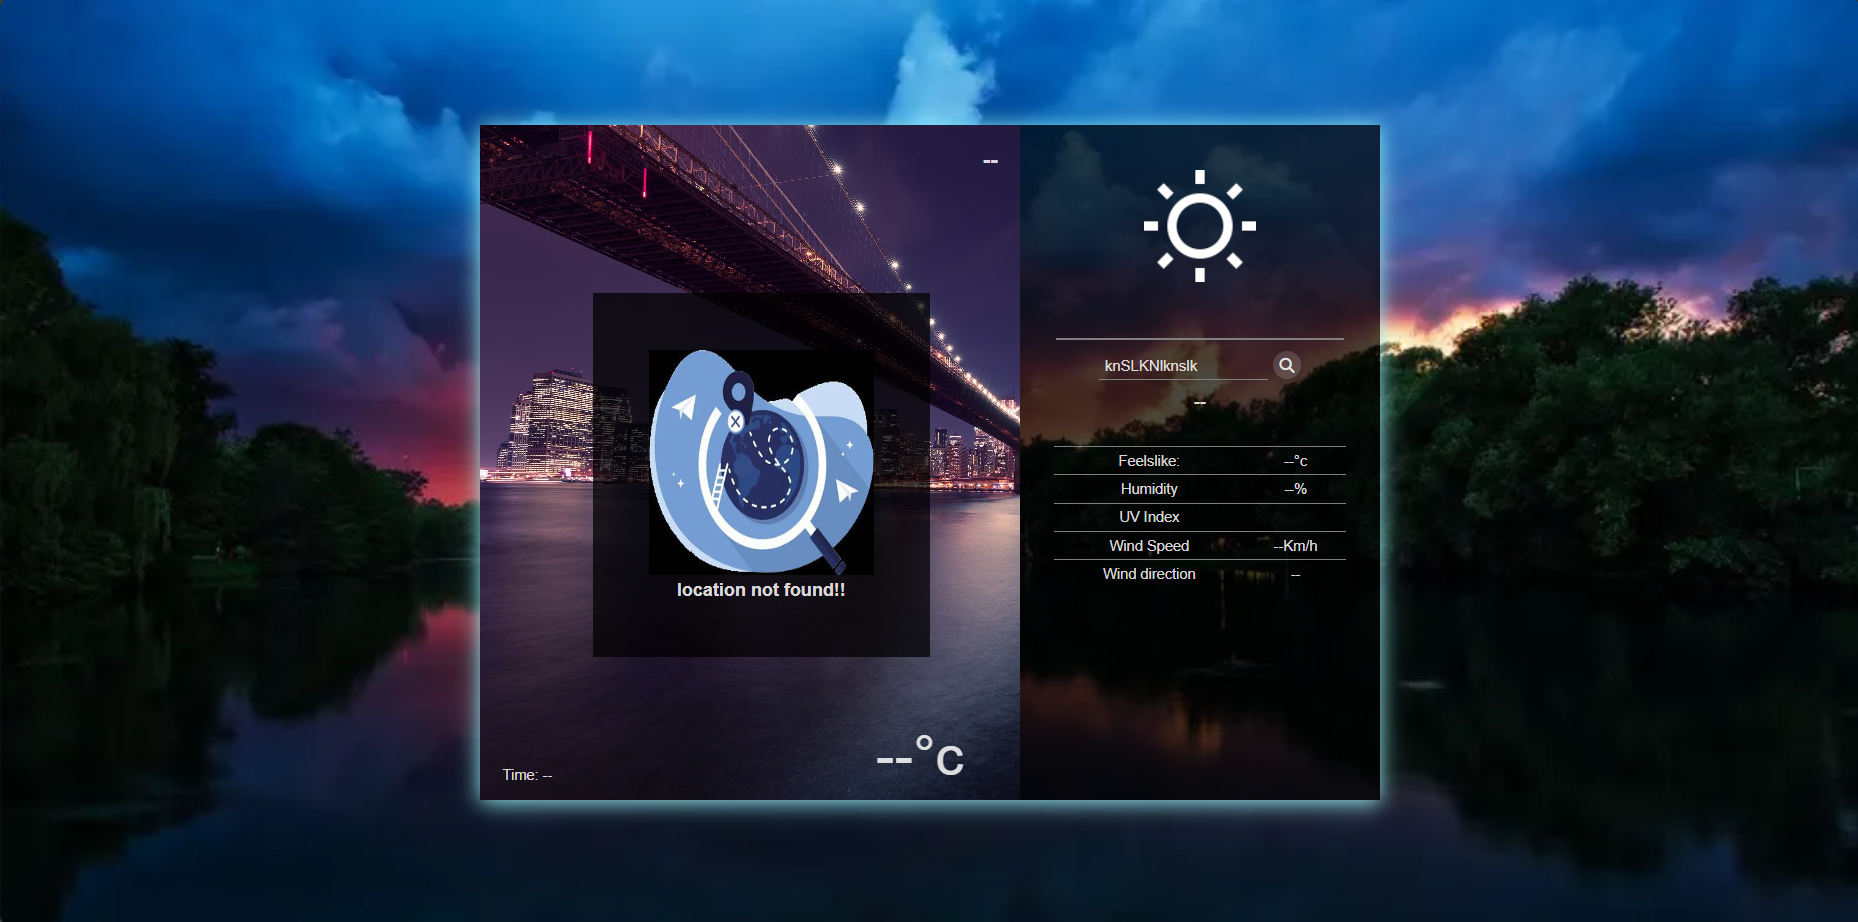 --
location not found!!
--°C
Time: --
knSLKNlknslk
--
Feelslike: --°c
Humidity --%
UV Index
Wind Speed --Km/h
Wind direction --